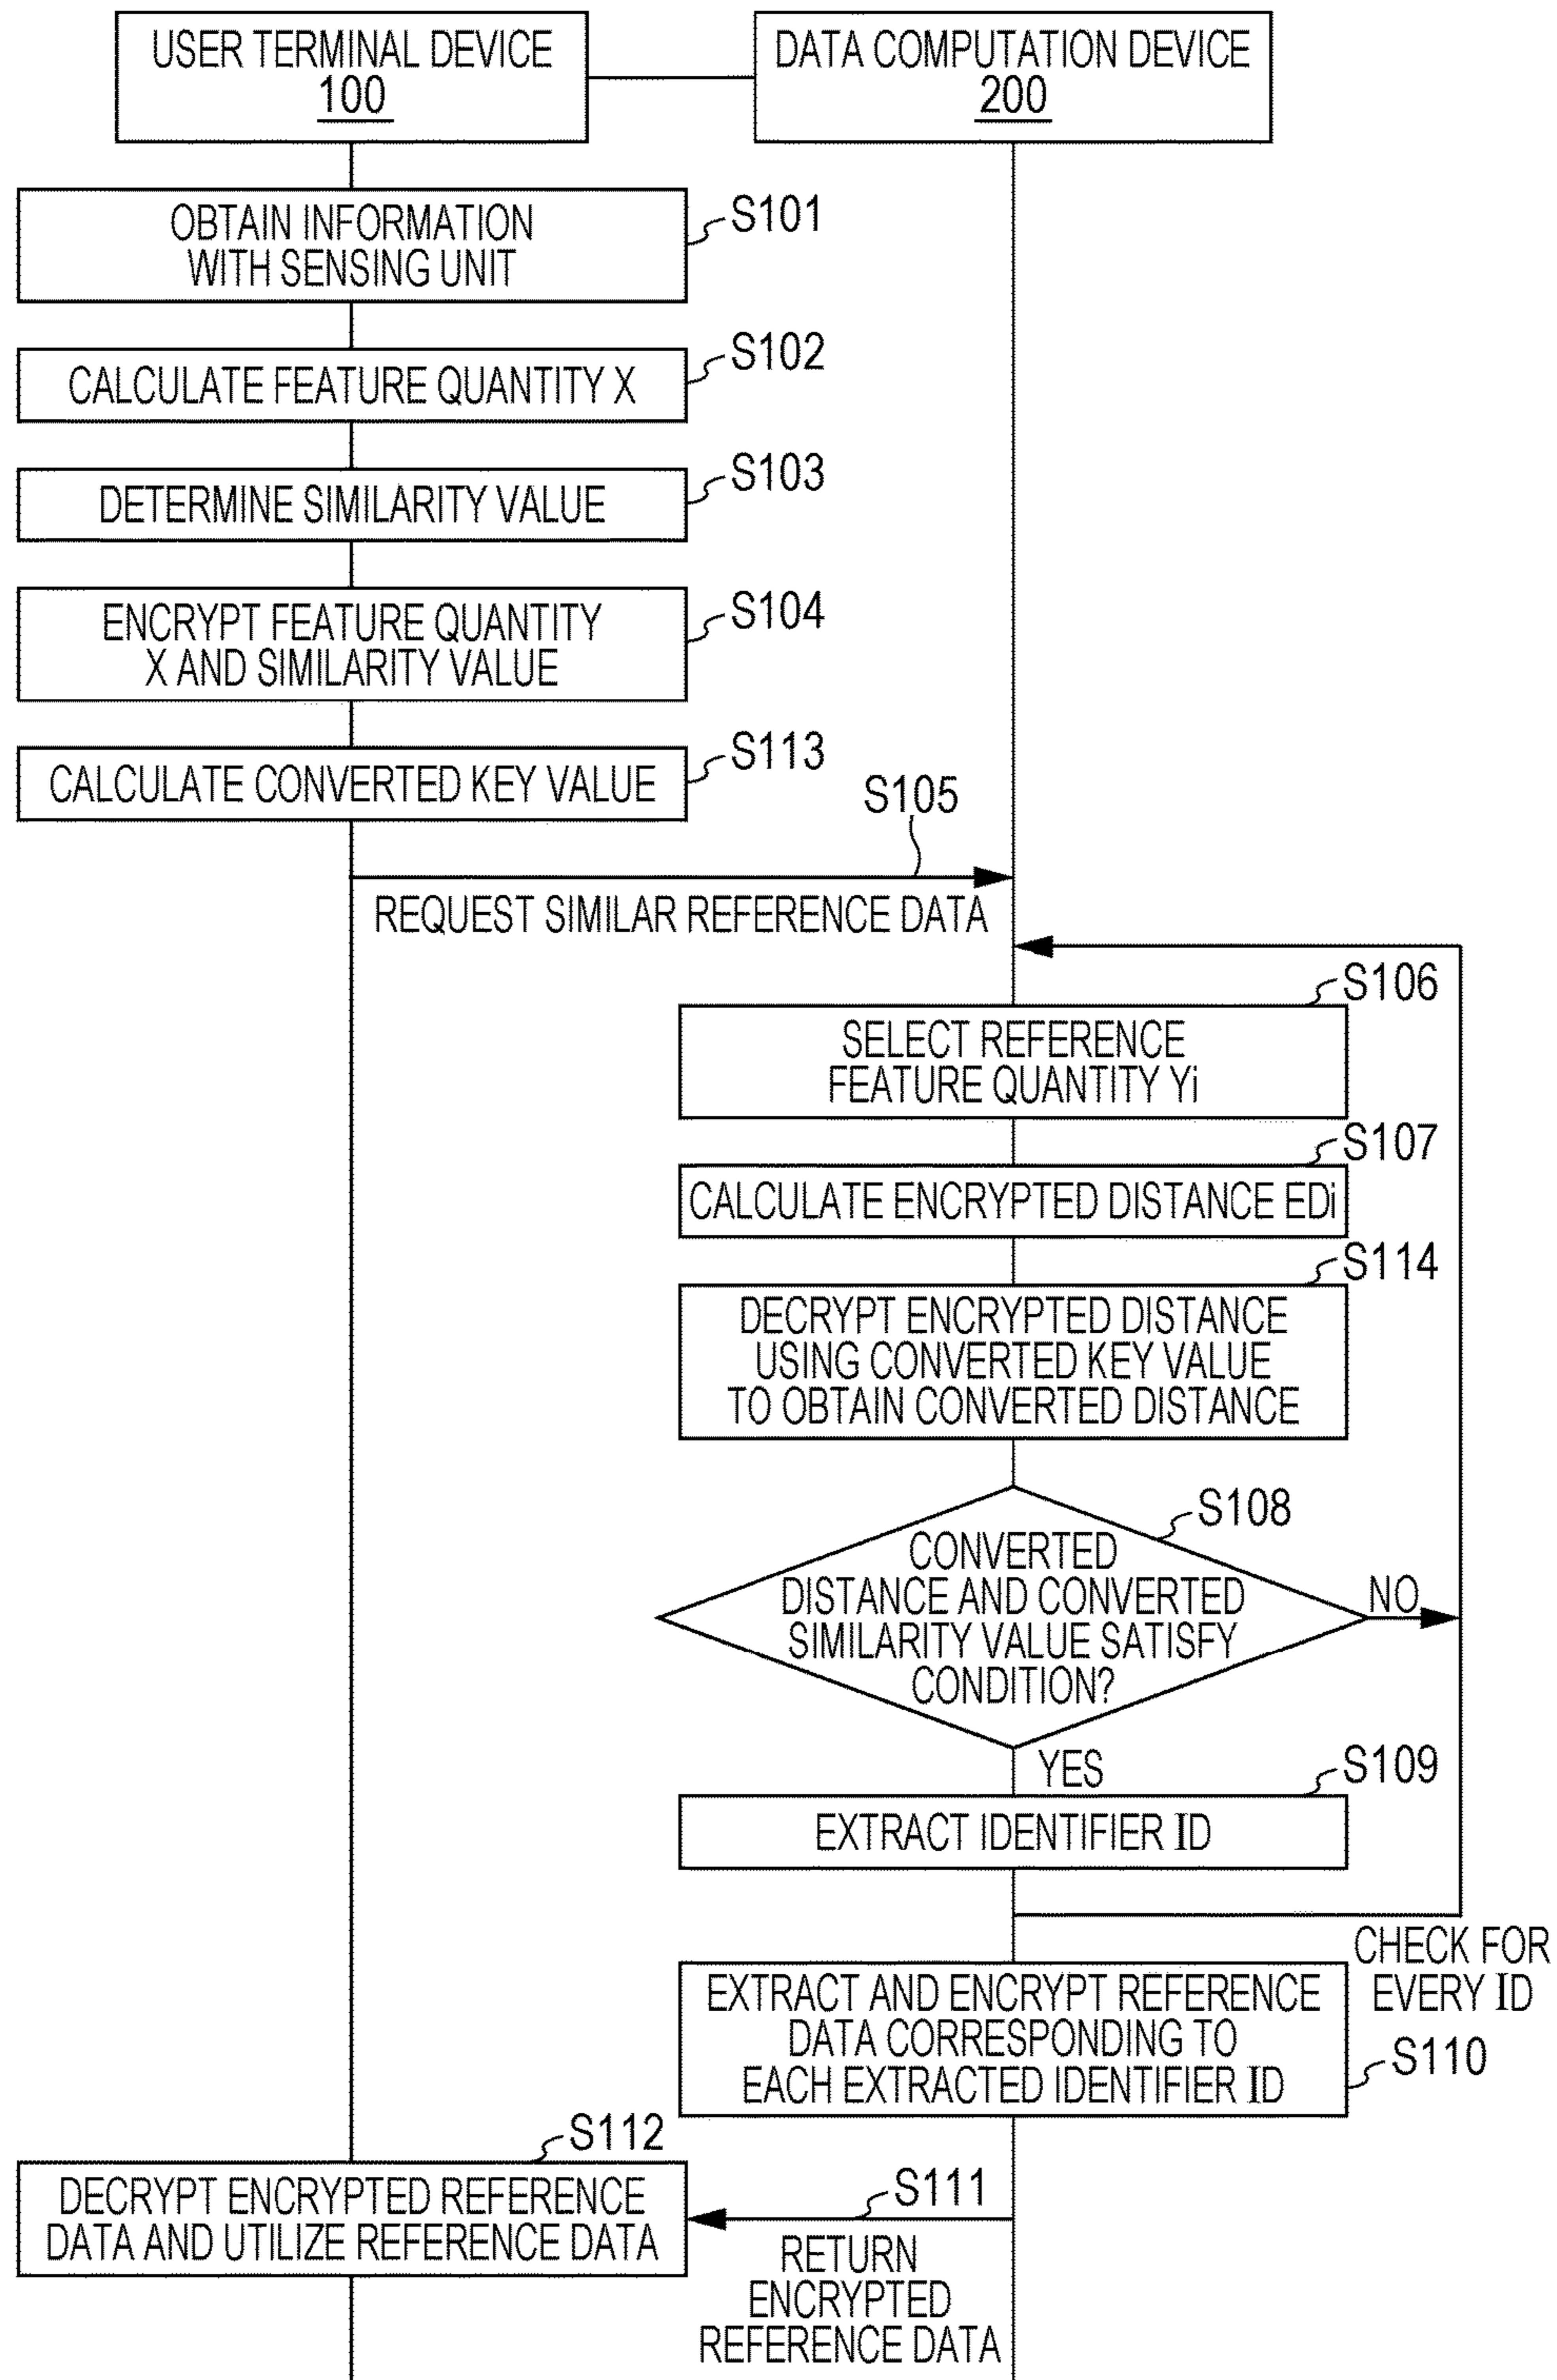 USER TERMINAL DEVICE
100
DATA COMPUTATION DEVICE
200
OBTAIN INFORMATION
WITH SENSING UNIT
S101
CALCULATE FEATURE QUANTITY X
S102
DETERMINE SIMILARITY VALUE
S103
ENCRYPT FEATURE QUANTITY
X AND SIMILARITY VALUE
S104
CALCULATE CONVERTED KEY VALUE
S113
S105
REQUEST SIMILAR REFERENCE DATA
S106
SELECT REFERENCE
FEATURE QUANTITY Yi
S107
CALCULATE ENCRYPTED DISTANCE EDi
S114
DECRYPT ENCRYPTED DISTANCE
USING CONVERTED KEY VALUE
TO OBTAIN CONVERTED DISTANCE
S108
CONVERTED
DISTANCE AND CONVERTED
SIMILARITY VALUE SATISFY
CONDITION?
NO
YES
S109
EXTRACT IDENTIFIER ID
CHECK FOR
EVERY ID
EXTRACT AND ENCRYPT REFERENCE
DATA CORRESPONDING TO
EACH EXTRACTED IDENTIFIER ID
S110
S112
DECRYPT ENCRYPTED REFERENCE
DATA AND UTILIZE REFERENCE DATA
S111
RETURN
ENCRYPTED
REFERENCE DATA